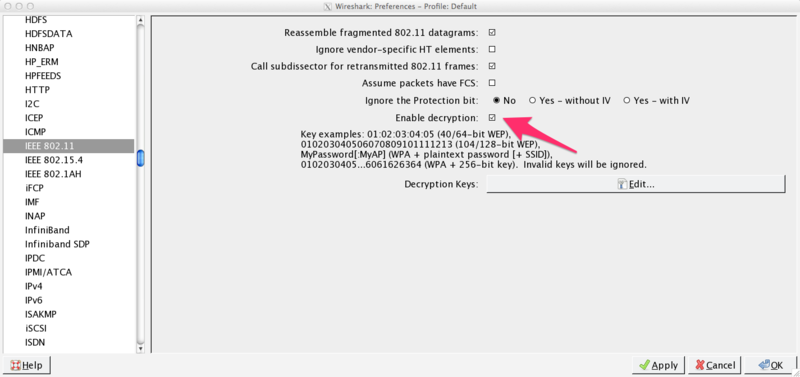 Wireshark: Preferences - Profile: Default
HDFS
HDFSDATA
HNBAP
HP_ERM
HPFEEDS
HTTP
I2C
ICEP
ICMP
IEEE 802.11
IEEE 802.15.4
IEEE 802.1AH
iFCP
IMF
INAP
InfiniBand
Infiniband SDP
IPDC
IPMI/ATCA
IPv4
IPv6
ISAKMP
iSCSI
ISDN
Reassemble fragmented 802.11 datagrams:
Ignore vendor-specific HT elements:
Call subdissector for retransmitted 802.11 frames:
Assume packets have FCS:
Ignore the Protection bit: No Yes - without IV Yes - with IV
Enable decryption:
Key examples: 01:02:03:04:05 (40/64-bit WEP),
010203040506070809101111213 (104/128-bit WEP),
MyPassword[:MyAP] (WPA + plaintext password [+ SSID]),
0102030405...6061626364 (WPA + 256-bit key). Invalid keys will be ignored.
Decryption Keys: Edit...
Help Apply Cancel OK